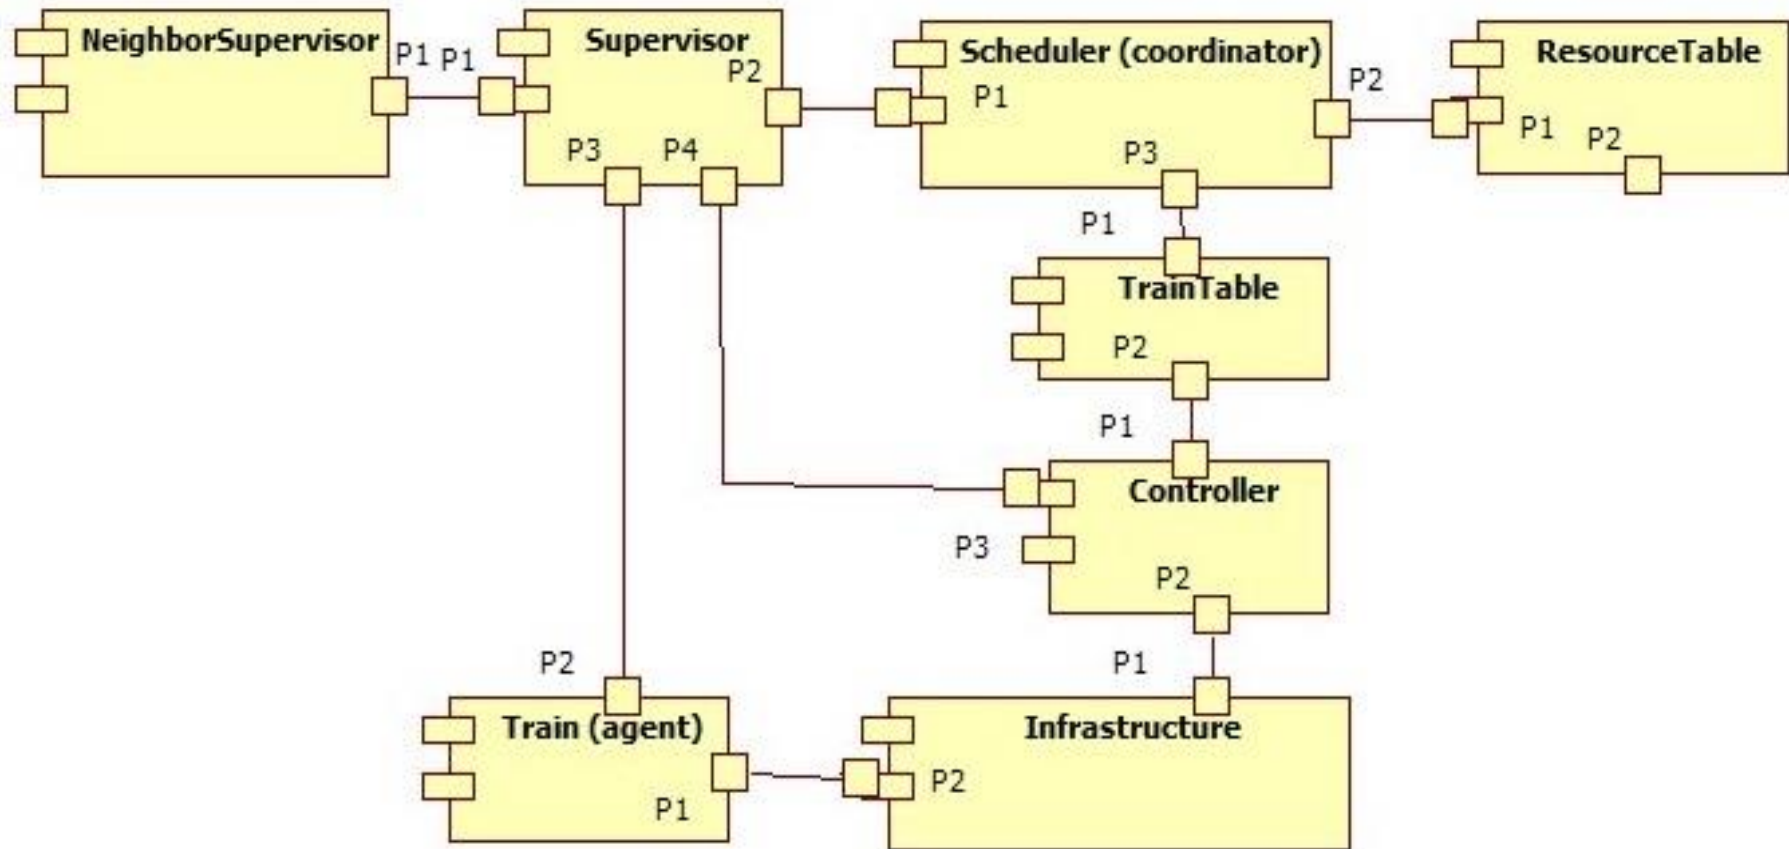 NeighborSupervisor
P1
P1
Supervisor
P2
P3
P4
Scheduler (coordinator)
P1
P2
P3
ResourceTable
P1
P2
P1
TrainTable
P2
P1
Controller
P3
P2
P2
Train (agent)
P1
P1
Infrastructure
P2